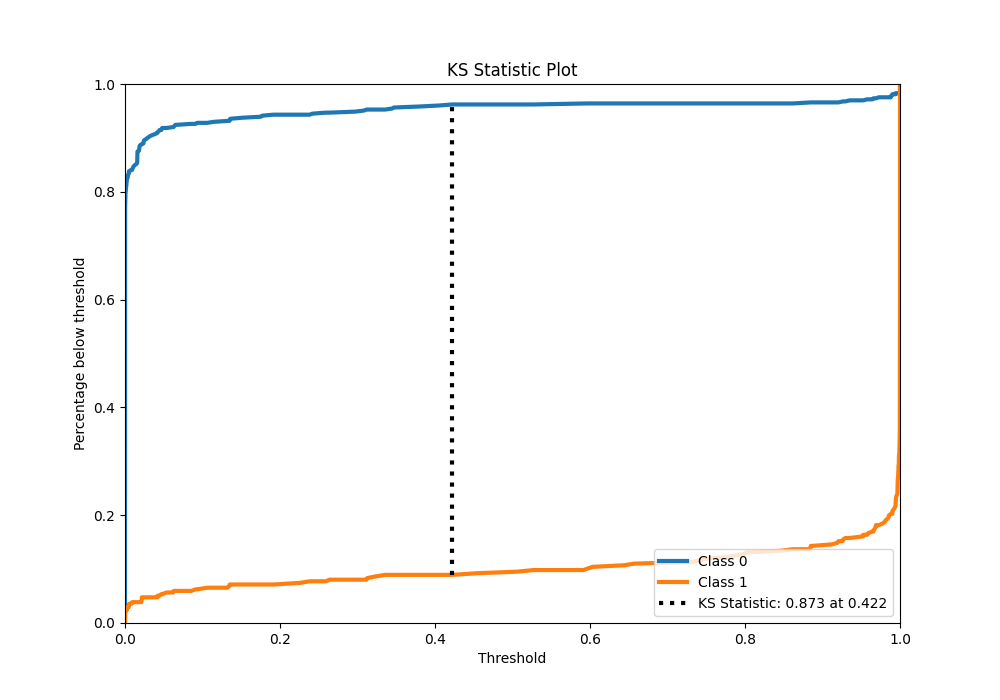 KS Statistic Plot
Percentage below threshold
1.0
0.8
0.6
0.4
0.2
0.0
0.0 0.2 0.4 0.6 0.8 1.0
Threshold
Class 0
Class 1
KS Statistic: 0.873 at 0.422